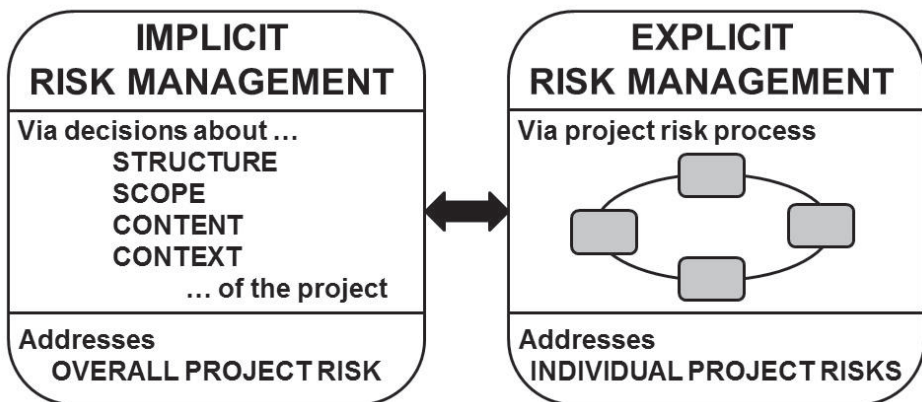 IMPLICIT
RISK MANAGEMENT
Via decisions about ...
STRUCTURE
SCOPE
CONTENT
CONTEXT
... of the project
Addresses
OVERALL PROJECT RISK
EXPLICIT
RISK MANAGEMENT
Via project risk process
Addresses
INDIVIDUAL PROJECT RISKS